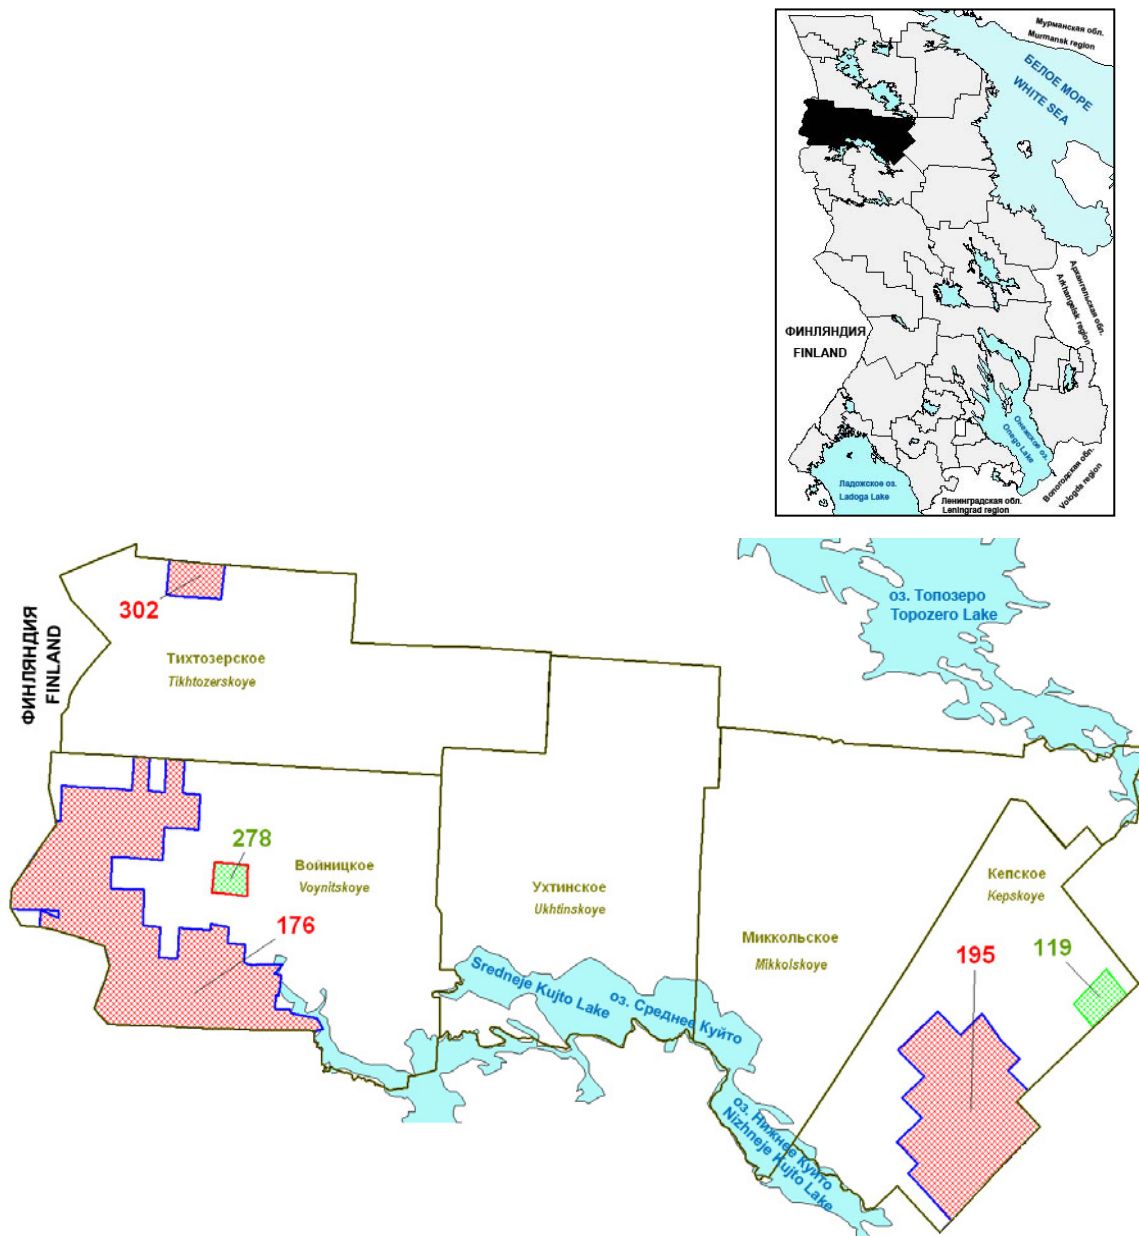 Мурманская обл.
Murmansk region
БЕЛОЕ МОРЕ
WHITE SEA
Архангельская обл.
Arkhangelsk region
ФИНЛЯНДИЯ
FINLAND
Онежское оз.
Onego Lake
Вологодская обл.
Vologda region
Ладожское оз.
Ladoga Lake
Ленинградская обл.
Leningrad region
оз. Топозеро
Topozero Lake
302
ФИНЛЯНДИЯ
FINLAND
Тихтозерское
Tikhtozerskoye
278
Войницкое
Voynitskoye
176
Ухтинское
Ukhtinskoye
Кепское
Kepskoye
Миккольское
Mikkolskoye
195
119
Sredneje Kujto Lake
оз. Среднее Куйто
оз. Нижнее Куйто
Nizhneje Kujto Lake